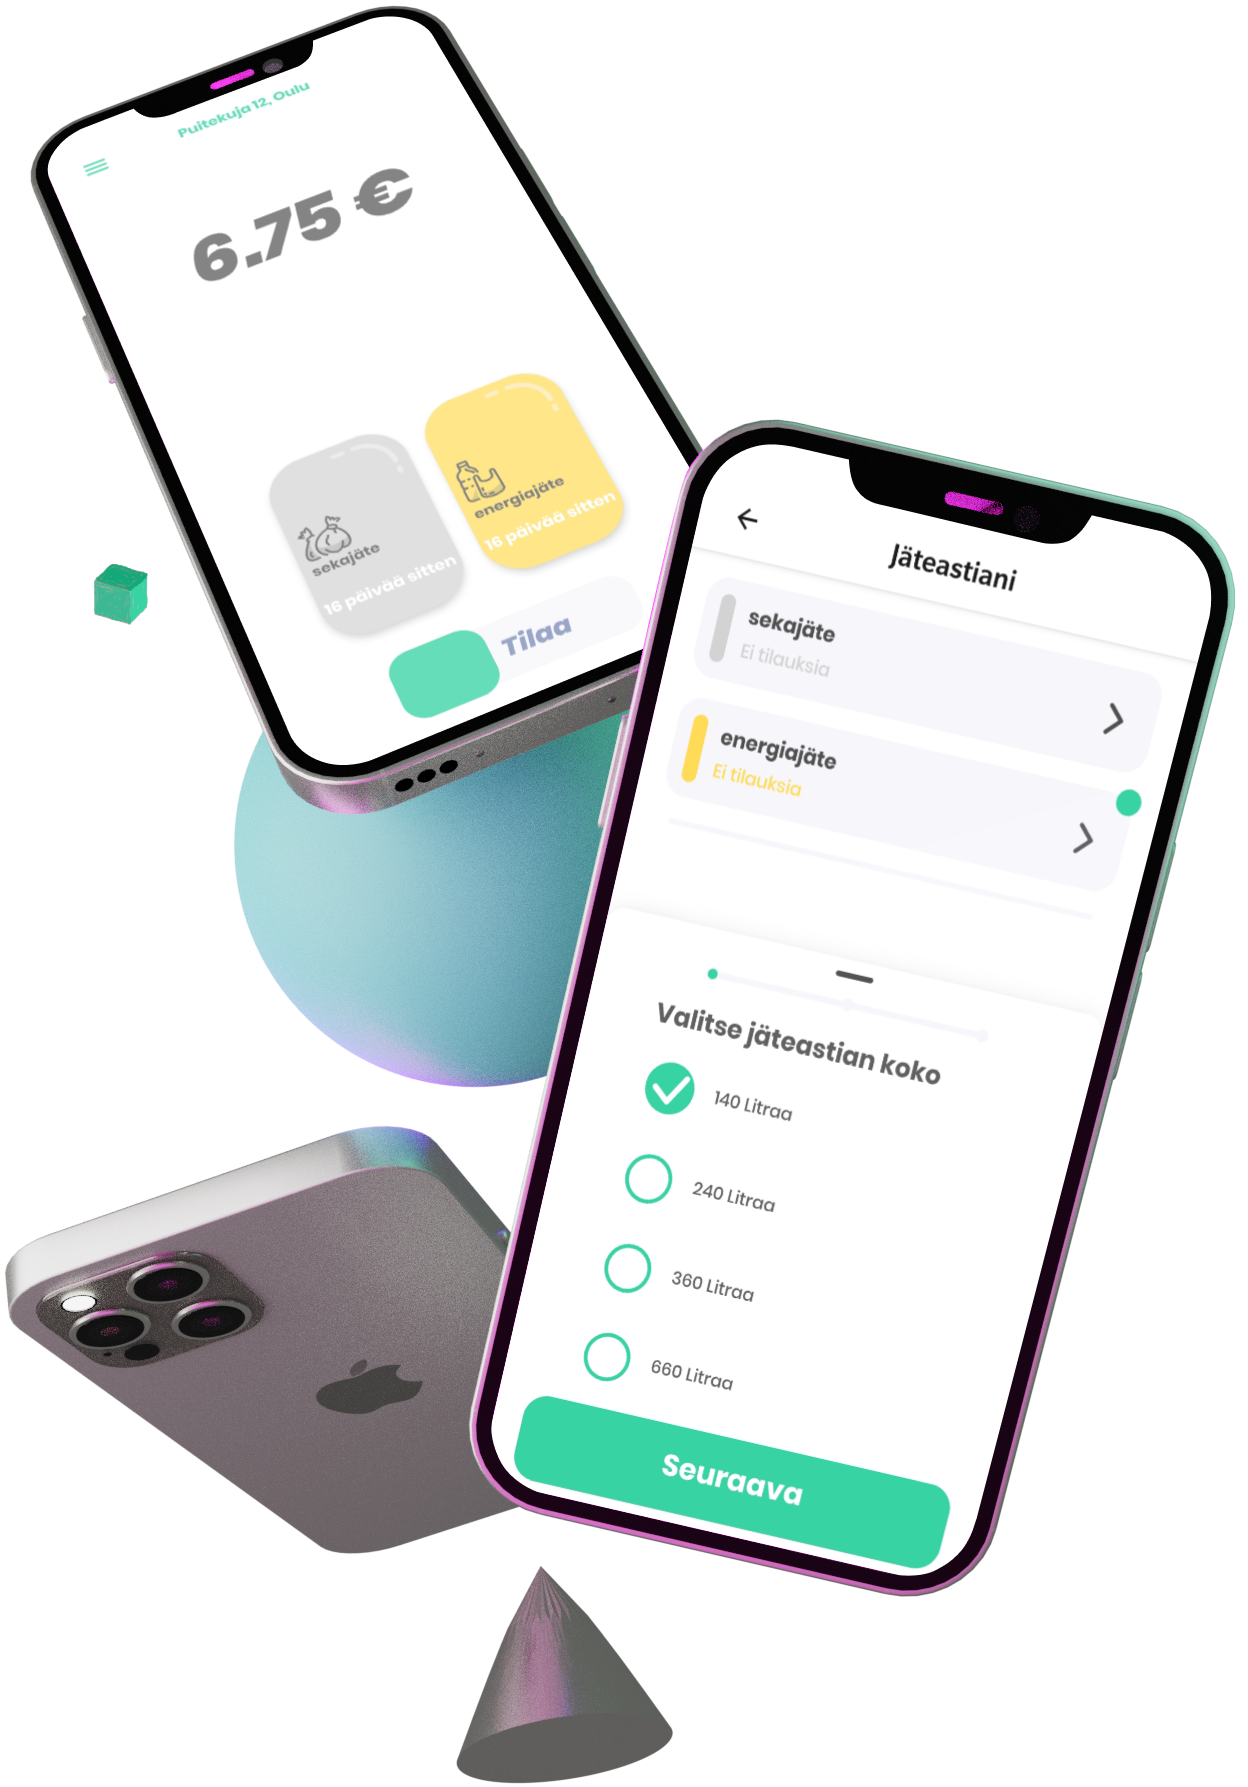 Puitekuja 12, Oulu
6.75 €
energiajäte
16 päivää sitten
sekajäte
16 päivää sitten
Tilaa
Jäteastiani
sekajäte
Ei tilauksia
energiajäte
Ei tilauksia
Valitse jäteastian koko
140 Litraa
240 Litraa
360 Litraa
660 Litraa
Seuraava